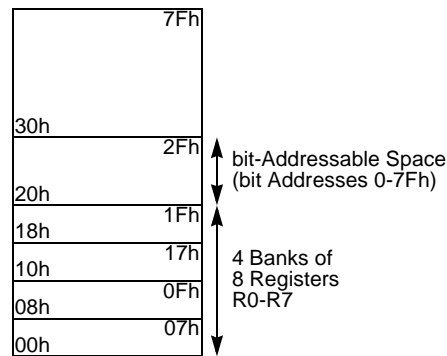 7Fh
30h
2Fh
bit-Addressable Space
(bit Addresses 0-7Fh)
20h
1Fh
18h
17h
10h
4 Banks of
8 Registers
R0-R7
0Fh
08h
07h
00h